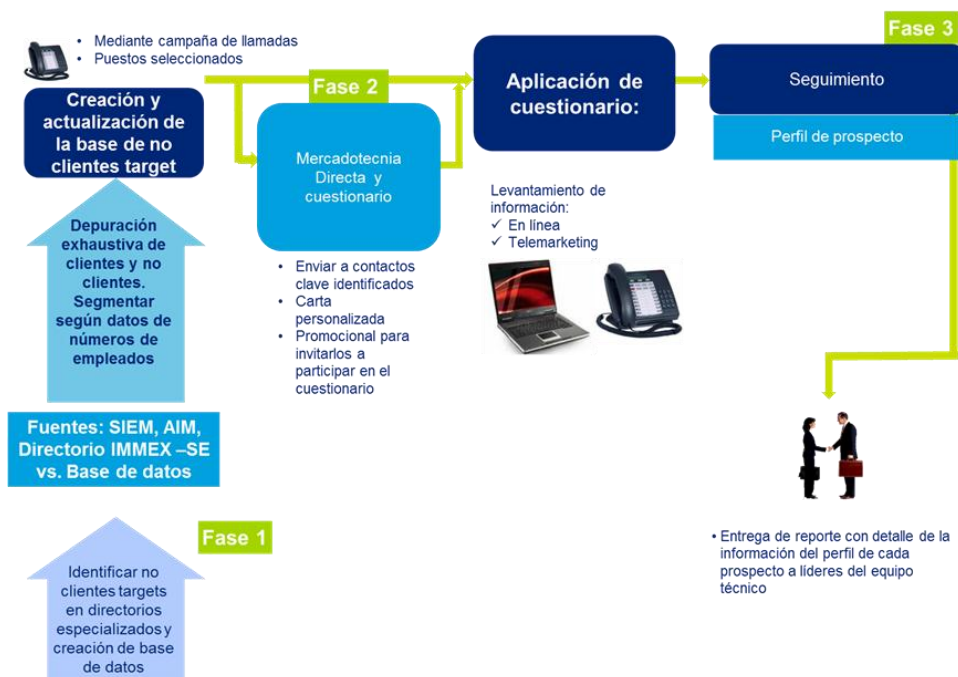 Mediante campaña de llamadas
Puestos seleccionados
Creación y
actualización de
la base de no
clientes target
Depuración
exhaustiva de
clientes y no
clientes.
Segmentar
según datos de
números de
empleados
Fuentes: SIEM, AIM,
Directorio IMMEX –SE
vs. Base de datos
Fase 1
Identificar no
clientes targets
en directorios
especializados y
creación de base
de datos
Fase 2
Mercadotecnia
Directa y
cuestionario
• Enviar a contactos
clave identificados
• Carta
personalizada
• Promocional para
invitarlos a
participar en el
cuestionario
Aplicación de
cuestionario:
Levantamiento de
información:
✓ En línea
✓ Telemarketing
Fase 3
Seguimiento
Perfil de prospecto
• Entrega de reporte con detalle de la
información del perfil de cada
prospecto a líderes del equipo
técnico